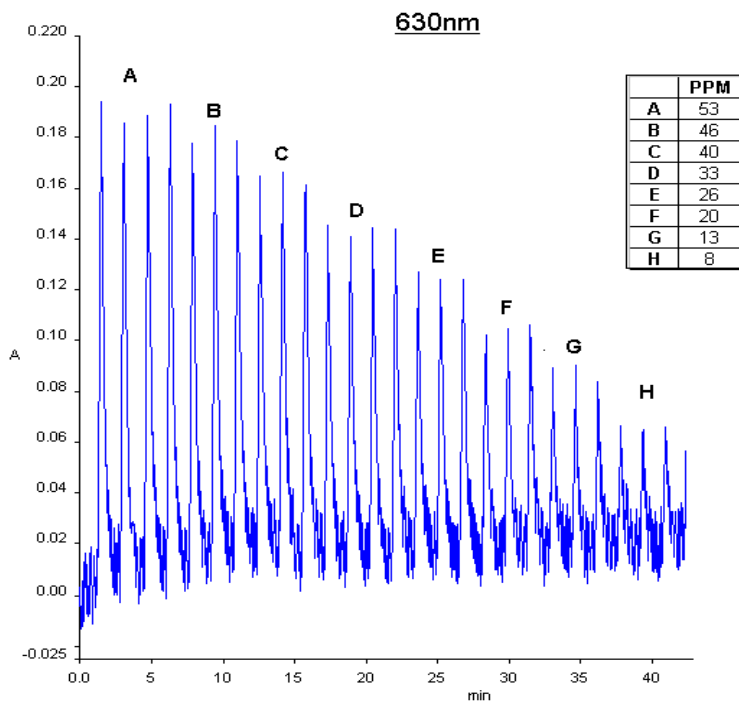 630nm
0.220
0.20
0.18
0.16
0.14
0.12
0.10
0.08
0.06
0.04
0.02
0.00
-0.025
A
0.0 5 10 15 20 25 30 35 40
min
A
B
C
D
E
F
G
H
PPM
A 53
B 46
C 40
D 33
E 26
F 20
G 13
H 8